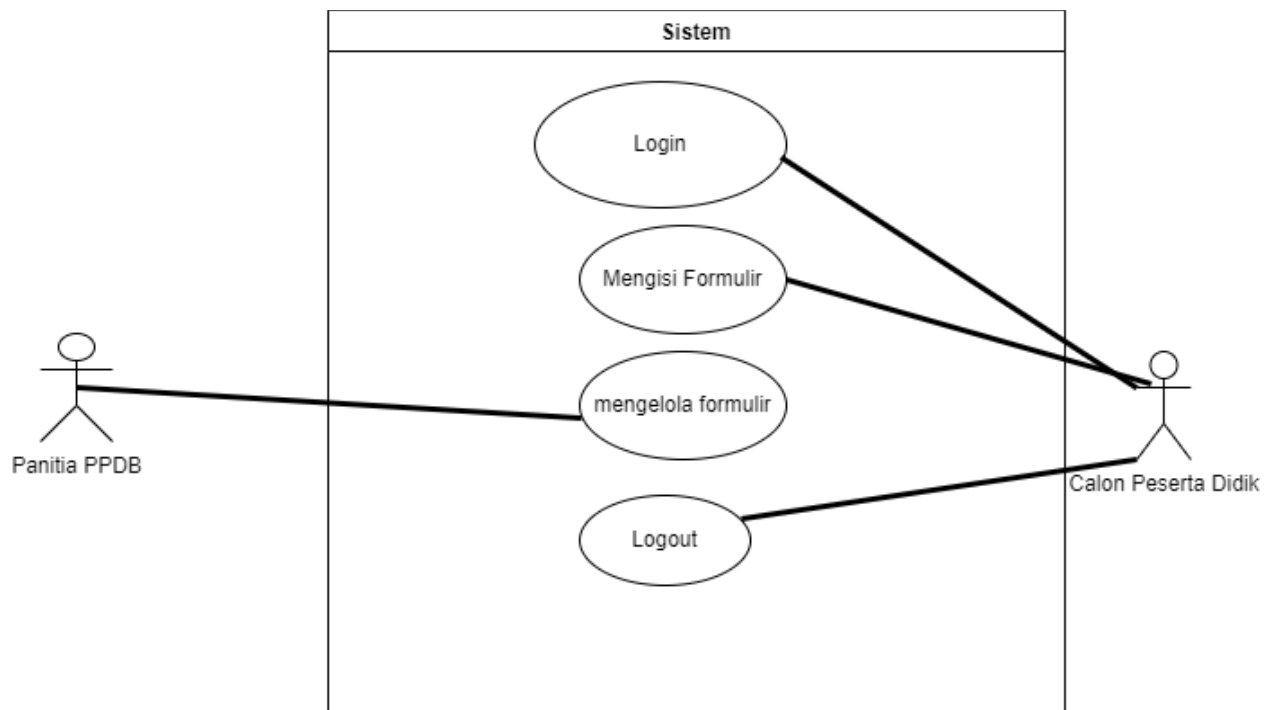 Sistem
Login
Mengisi Formulir
mengelola formulir
Panitia PPDB
Calon Peserta Didik
Logout